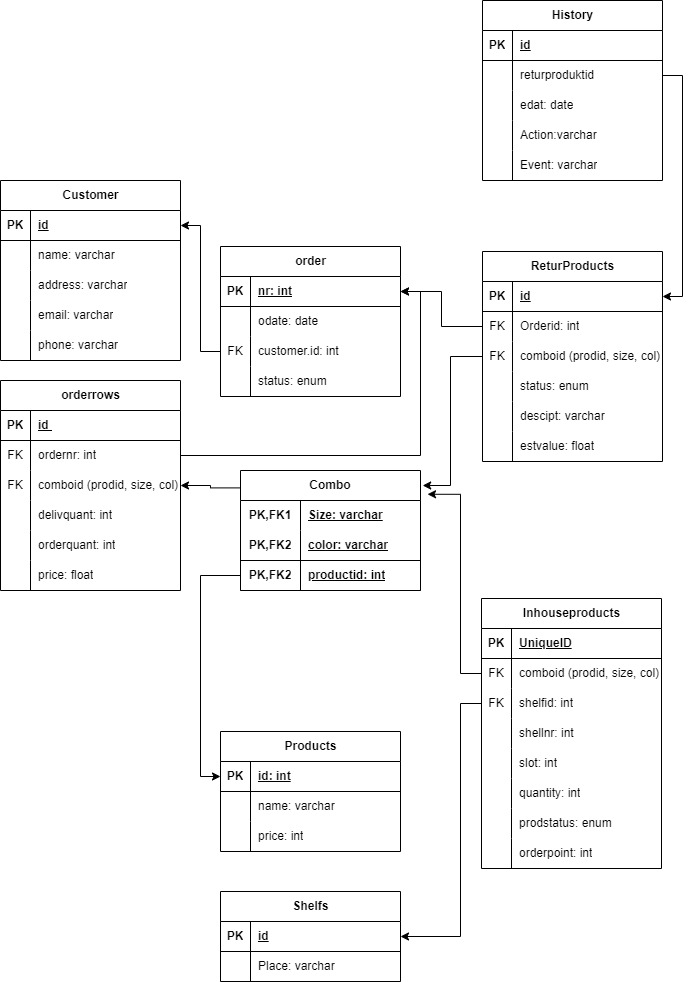 History
PK id
returproduktid
edat: date
Action:varchar
Event: varchar
Customer
PK id
name: varchar
address: varchar
email: varchar
phone: varchar
order
PK nr: int
odate: date
FK customer.id: int
status: enum
ReturProducts
PK id
FK Orderid: int
FK comboid (prodid, size, col)
status: enum
descipt: varchar
estvalue: float
orderrows
PK id
FK ordernr: int
FK comboid (prodid, size, col)
delivquant: int
orderquant: int
price: float
Combo
PK,FK1 Size: varchar
PK,FK2 color: varchar
PK,FK2 productid: int
Inhouseproducts
PK UniqueID
FK comboid (prodid, size, col)
FK shelfid: int
shellnr: int
slot: int
quantity: int
prodstatus: enum
orderpoint: int
Products
PK id: int
name: varchar
price: int
Shelfs
PK id
Place: varchar